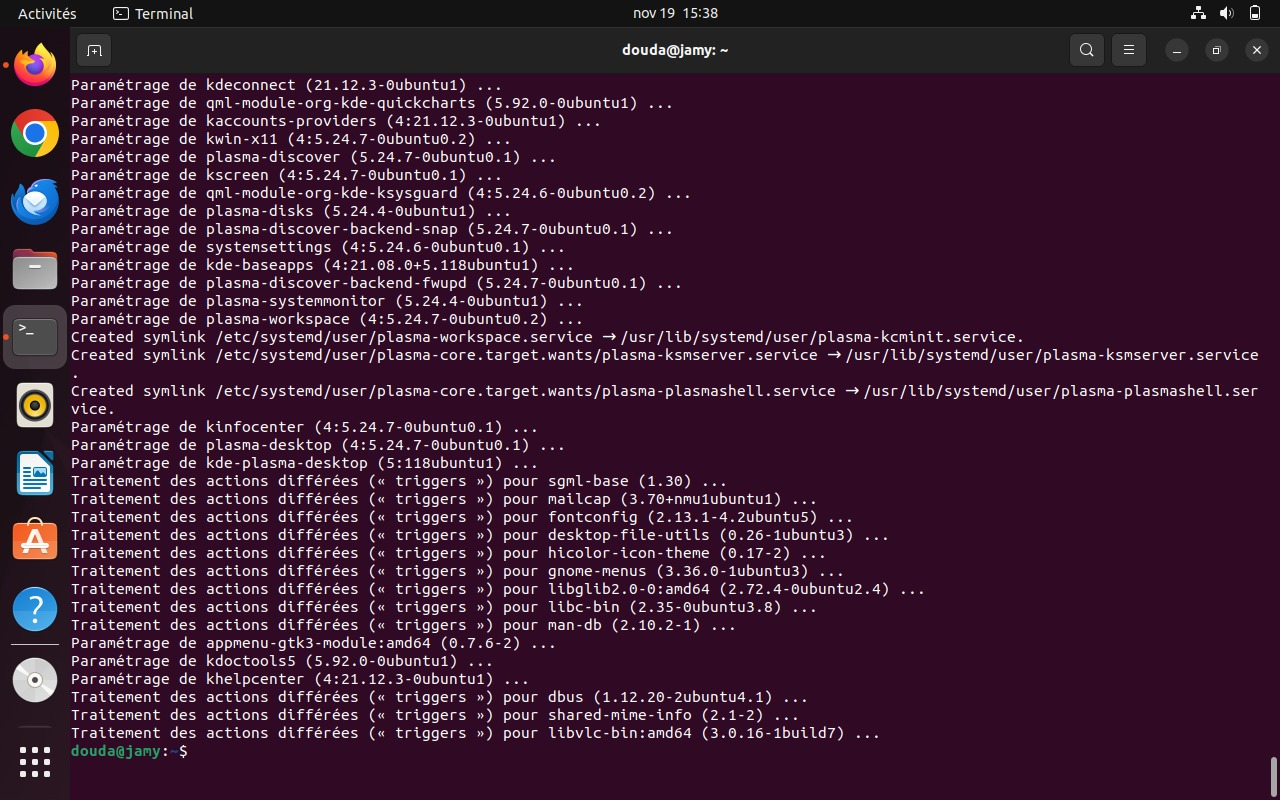 Activités
Terminal
nov 19 15:38
douda@jamy: ~
Paramétrage de kdeconnect (21.12.3-0ubuntu1) ...
Paramétrage de qml-module-org-kde-quickcharts (5.92.0-0ubuntu1) ...
Paramétrage de kaccounts-providers (4:21.12.3-0ubuntu1) ...
Paramétrage de kwin-x11 (4:5.24.7-0ubuntu0.2) ...
Paramétrage de plasma-discover (5.24.7-0ubuntu0.1) ...
Paramétrage de kscreen (4:5.24.7-0ubuntu0.1) ...
Paramétrage de qml-module-org-kde-ksysguard (4:5.24.6-0ubuntu0.2) ...
Paramétrage de plasma-disks (5.24.4-0ubuntu1) ...
Paramétrage de plasma-discover-backend-snap (5.24.7-0ubuntu0.1) ...
Paramétrage de systemsettings (4:5.24.6-0ubuntu0.1) ...
Paramétrage de kde-baseapps (4:21.08.0+5.118ubuntu1) ...
Paramétrage de plasma-discover-backend-fwupd (5.24.7-0ubuntu0.1) ...
Paramétrage de plasma-systemmonitor (5.24.4-0ubuntu1) ...
Paramétrage de plasma-workspace (4:5.24.7-0ubuntu0.2) ...
Created symlink /etc/systemd/user/plasma-workspace.service → /usr/lib/systemd/user/plasma-kcminit.service.
Created symlink /etc/systemd/user/plasma-core.target.wants/plasma-ksmserver.service → /usr/lib/systemd/user/plasma-ksmserver.service
.
Created symlink /etc/systemd/user/plasma-core.target.wants/plasma-plasmashell.service → /usr/lib/systemd/user/plasma-plasmashell.ser
vice.
Paramétrage de kinfocenter (4:5.24.7-0ubuntu0.1) ...
Paramétrage de plasma-desktop (4:5.24.7-0ubuntu0.1) ...
Paramétrage de kde-plasma-desktop (5:118ubuntu1) ...
Traitement des actions différées (« triggers ») pour sgml-base (1.30) ...
Traitement des actions différées (« triggers ») pour mailcap (3.70+nmu1ubuntu1) ...
Traitement des actions différées (« triggers ») pour fontconfig (2.13.1-4.2ubuntu5) ...
Traitement des actions différées (« triggers ») pour desktop-file-utils (0.26-1ubuntu3) ...
Traitement des actions différées (« triggers ») pour hicolor-icon-theme (0.17-2) ...
Traitement des actions différées (« triggers ») pour gnome-menus (3.36.0-1ubuntu3) ...
Traitement des actions différées (« triggers ») pour libglib2.0-0:amd64 (2.72.4-0ubuntu2.4) ...
Traitement des actions différées (« triggers ») pour libc-bin (2.35-0ubuntu3.8) ...
Traitement des actions différées (« triggers ») pour man-db (2.10.2-1) ...
Paramétrage de appmenu-gtk3-module:amd64 (0.7.6-2) ...
Paramétrage de kdoctools5 (5.92.0-0ubuntu1) ...
Paramétrage de khelpcenter (4:21.12.3-0ubuntu1) ...
Traitement des actions différées (« triggers ») pour dbus (1.12.20-2ubuntu4.1) ...
Traitement des actions différées (« triggers ») pour shared-mime-info (2.1-2) ...
Traitement des actions différées (« triggers ») pour libvlc-bin:amd64 (3.0.16-1build7) ...
douda@jamy:~$